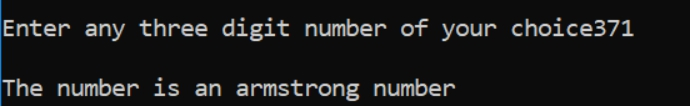 Enter any three digit number of your choice371
The number is an armstrong number